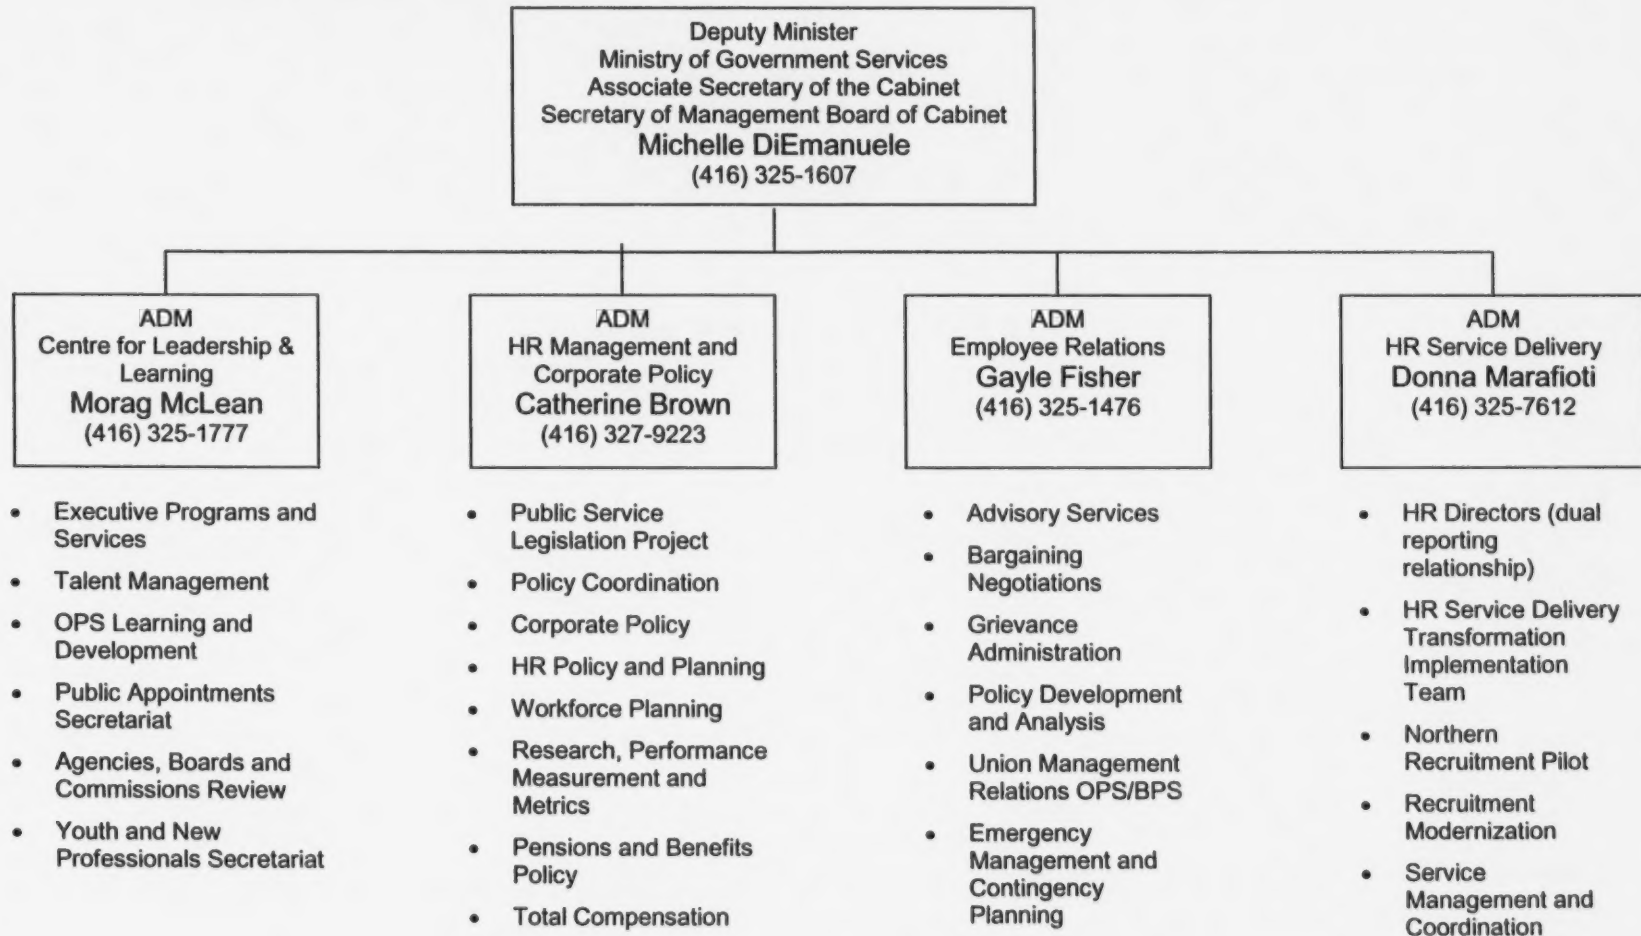 Deputy Minister
Ministry of Government Services
Associate Secretary of the Cabinet
Secretary of Management Board of Cabinet
Michelle DiEmanuele
(416) 325-1607
ADM
Centre for Leadership &
Learning
Morag McLean
(416) 325-1777
• Executive Programs and
Services
• Talent Management
• OPS Learning and
Development
• Public Appointments
Secretariat
• Agencies, Boards and
Commissions Review
• Youth and New
Professionals Secretariat
ADM
HR Management and
Corporate Policy
Catherine Brown
(416) 327-9223
• Public Service
Legislation Project
• Policy Coordination
• Corporate Policy
• HR Policy and Planning
• Workforce Planning
• Research, Performance
Measurement and
Metrics
• Pensions and Benefits
Policy
• Total Compensation
ADM
Employee Relations
Gayle Fisher
(416) 325-1476
• Advisory Services
• Bargaining
Negotiations
• Grievance
Administration
• Policy Development
and Analysis
• Union Management
Relations OPS/BPS
• Emergency
Management and
Contingency
Planning
ADM
HR Service Delivery
Donna Marafioti
(416) 325-7612
• HR Directors (dual
reporting
relationship)
• HR Service Delivery
Transformation
Implementation
Team
• Northern
Recruitment Pilot
• Recruitment
Modernization
• Service
Management and
Coordination